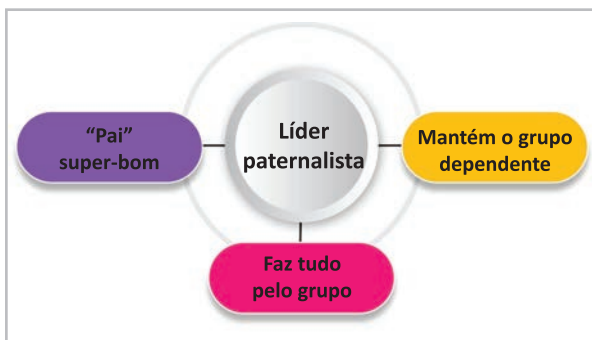 Líder
paternalista
“Pai”
super-bom
Mantém o grupo
dependente
Faz tudo
pelo grupo